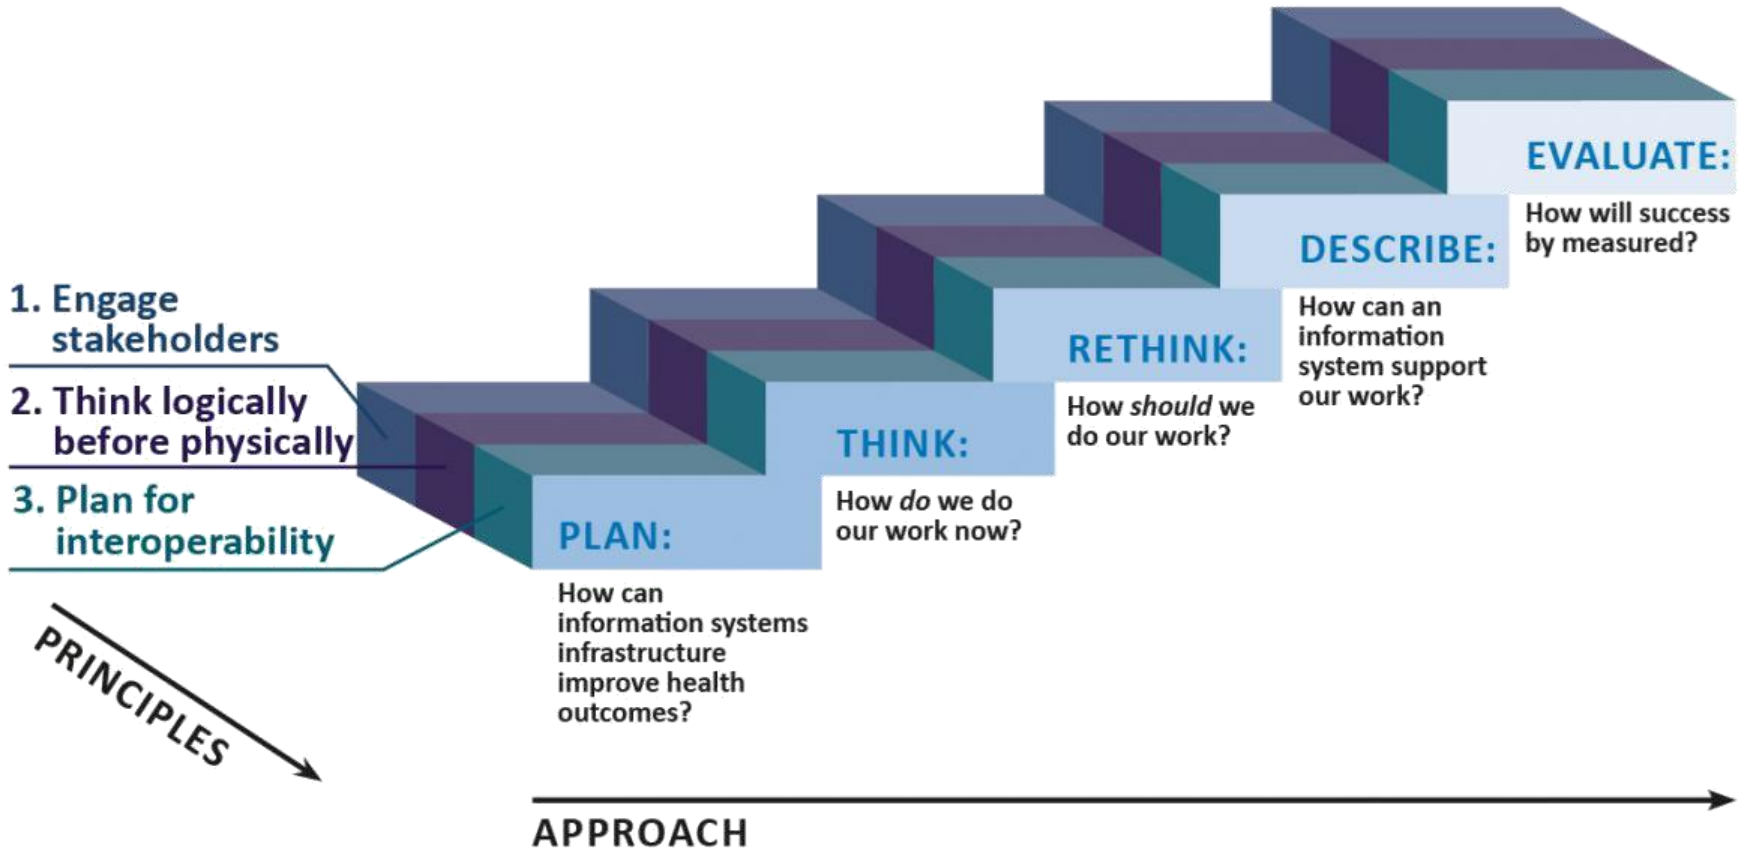 1. Engage
stakeholders
2. Think logically
before physically
3. Plan for
interoperability
PRINCIPLES
PLAN:
How can
information systems
infrastructure
improve health
outcomes?
THINK:
How do we do
our work now?
RETHINK:
How should we
do our work?
DESCRIBE:
How can an
information
system support
our work?
EVALUATE:
How will success
by measured?
APPROACH